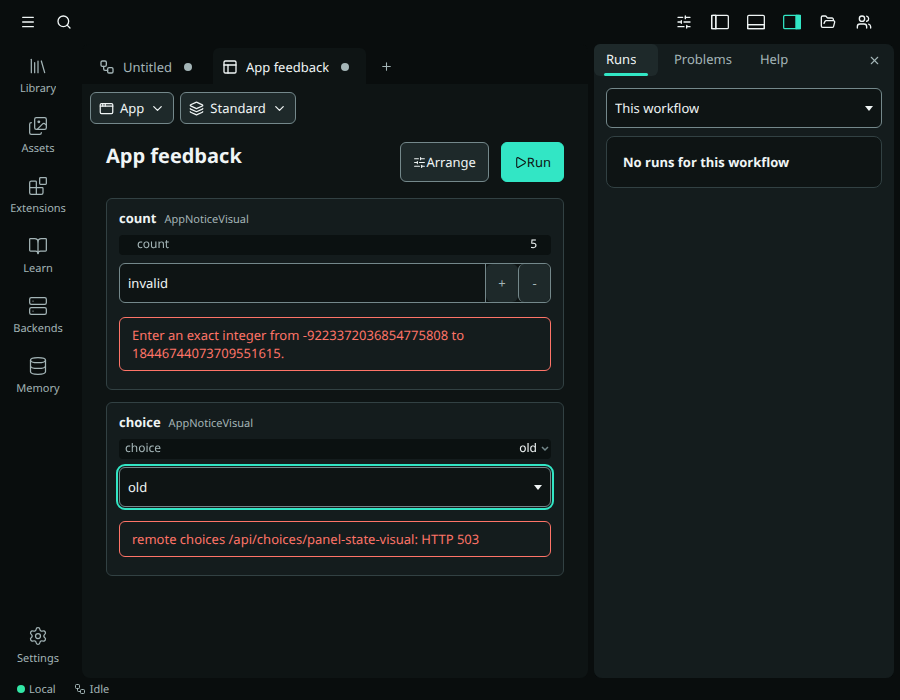 Untitled
App feedback
+
Runs
Problems
Help
Library
Assets
Extensions
Learn
Backends
Memory
Settings
App
Standard
App feedback
Arrange
Run
count AppNoticeVisual
count 5
invalid + -
Enter an exact integer from -9223372036854775808 to
18446744073709551615.
choice AppNoticeVisual
choice old
old
remote choices /api/choices/panel-state-visual: HTTP 503
This workflow
No runs for this workflow
Local
Idle